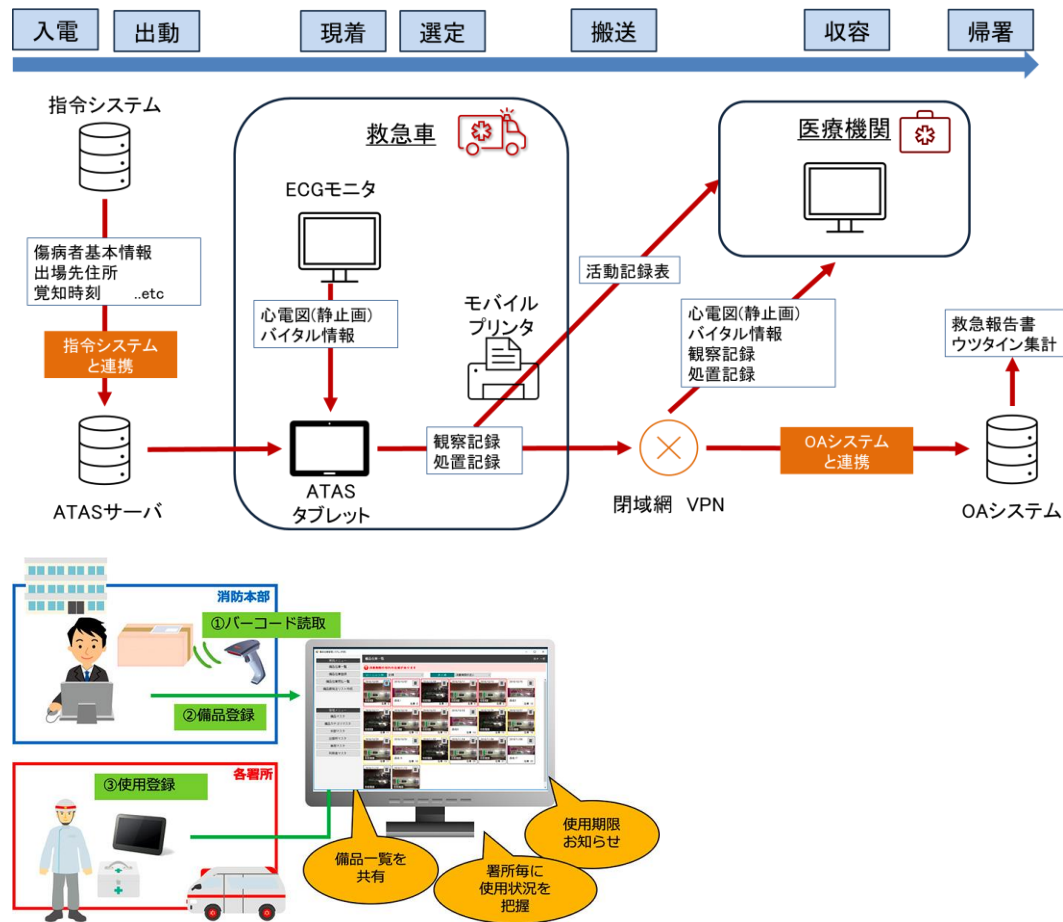 入電
出動
現着
選定
搬送
収容
帰署
指令システム
傷病者基本情報
出場先住所
覚知時刻 ..etc
指令システム
と連携
ATASサーバ
救急車
ECGモニタ
心電図(静止画)
バイタル情報
モバイル
プリンタ
ATAS
タブレット
観察記録
処置記録
活動記録表
医療機関
心電図(静止画)
バイタル情報
観察記録
処置記録
閉域網 VPN
OAシステム
と連携
救急報告書
ウツタイン集計
OAシステム
消防本部
①バーコード読取
②備品登録
各署所
③使用登録
備品一覧を
共有
署所毎に
使用状況を
把握
使用期限
お知らせ